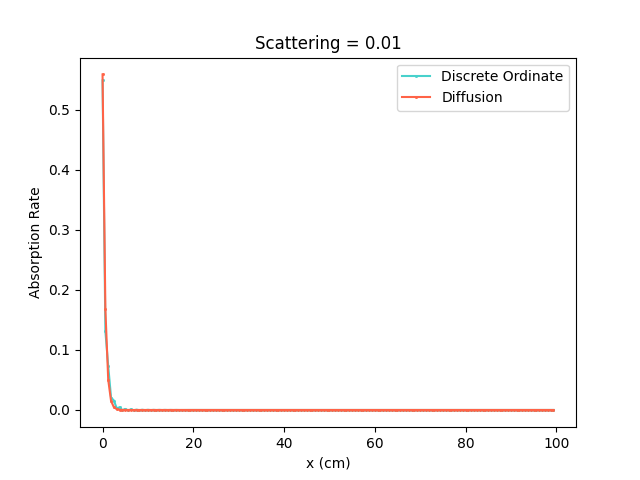 Scattering = 0.01
Discrete Ordinate
Diffusion
Absorption Rate
0.5
0.4
0.3
0.2
0.1
0.0
0 20 40 60 80 100
x (cm)